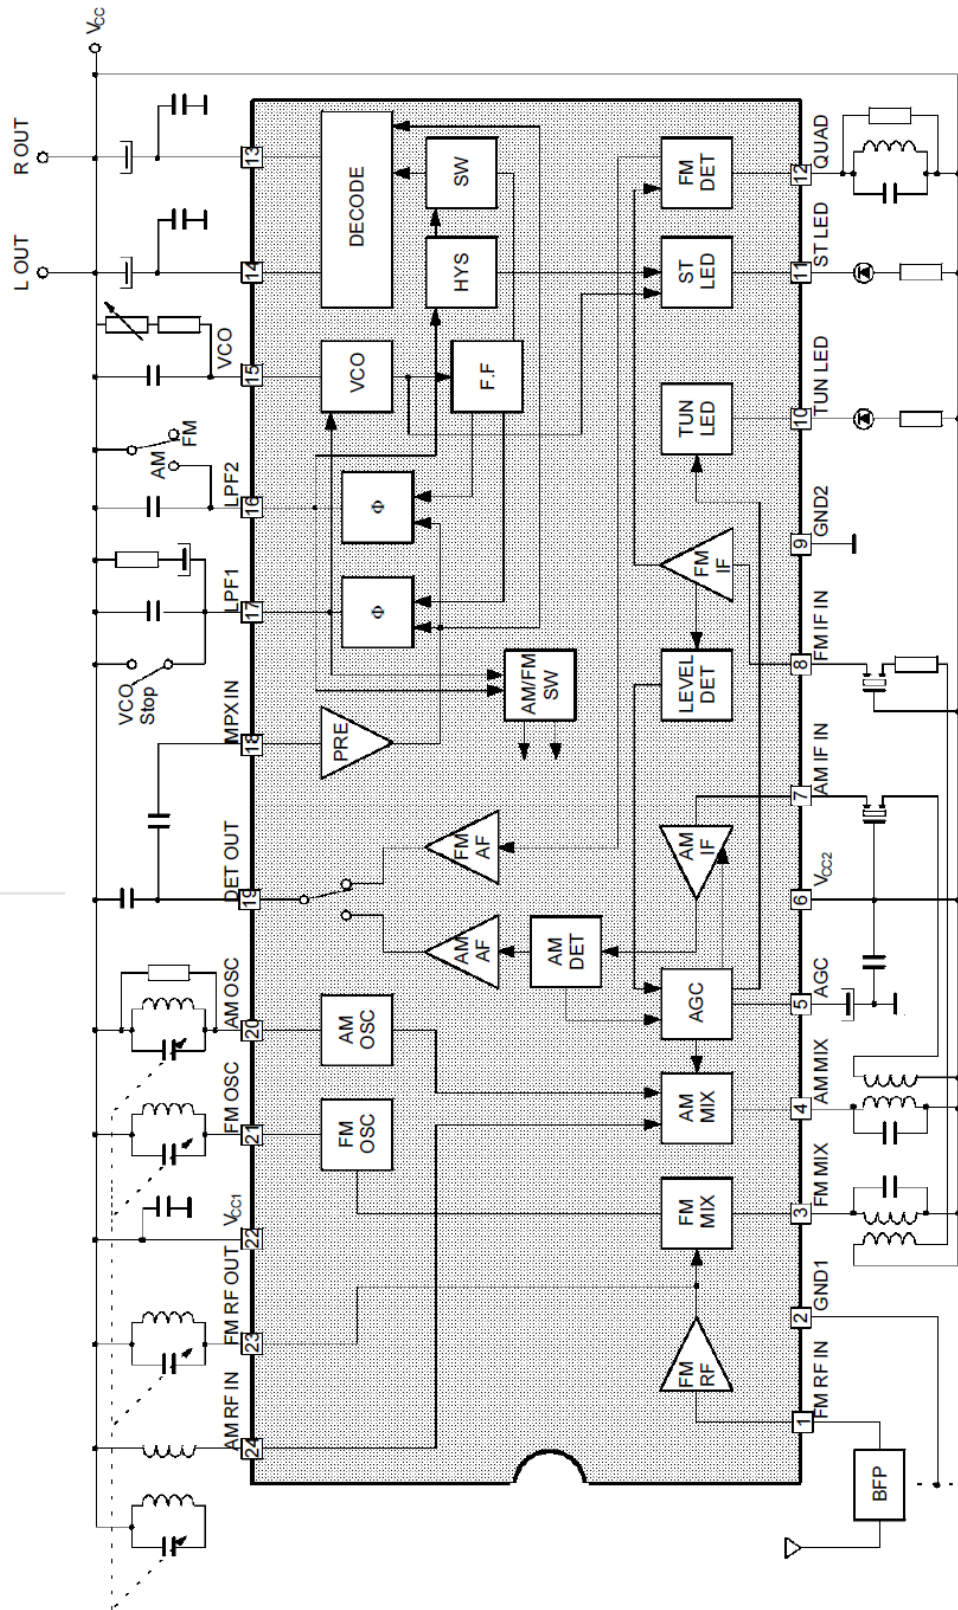 VCC
R OUT
L OUT
VCO
AM
FM
LPF2
LPF1
VCO
Stop
MPX IN
DET OUT
AM OSC
FM OSC
VCC1
FM RF OUT
AM RF IN
13
14
15
16
17
18
19
20
21
22
23
24
DECODE
SW
HYS
VCO
F.F
Φ
Φ
AM/FM
SW
PRE
FM
AF
AM
AF
AM
DET
AM
OSC
FM
OSC
FM
DET
ST
LED
TUN
LED
FM
IF
LEVEL
DET
AM
IF
AGC
AM
MIX
FM
MIX
FM
RF
12
11
10
9
8
7
6
5
4
3
2
1
QUAD
ST LED
TUN LED
GND2
FM IF IN
AM IF IN
VCC2
AGC
AM MIX
FM MIX
GND1
FM RF IN
BFP